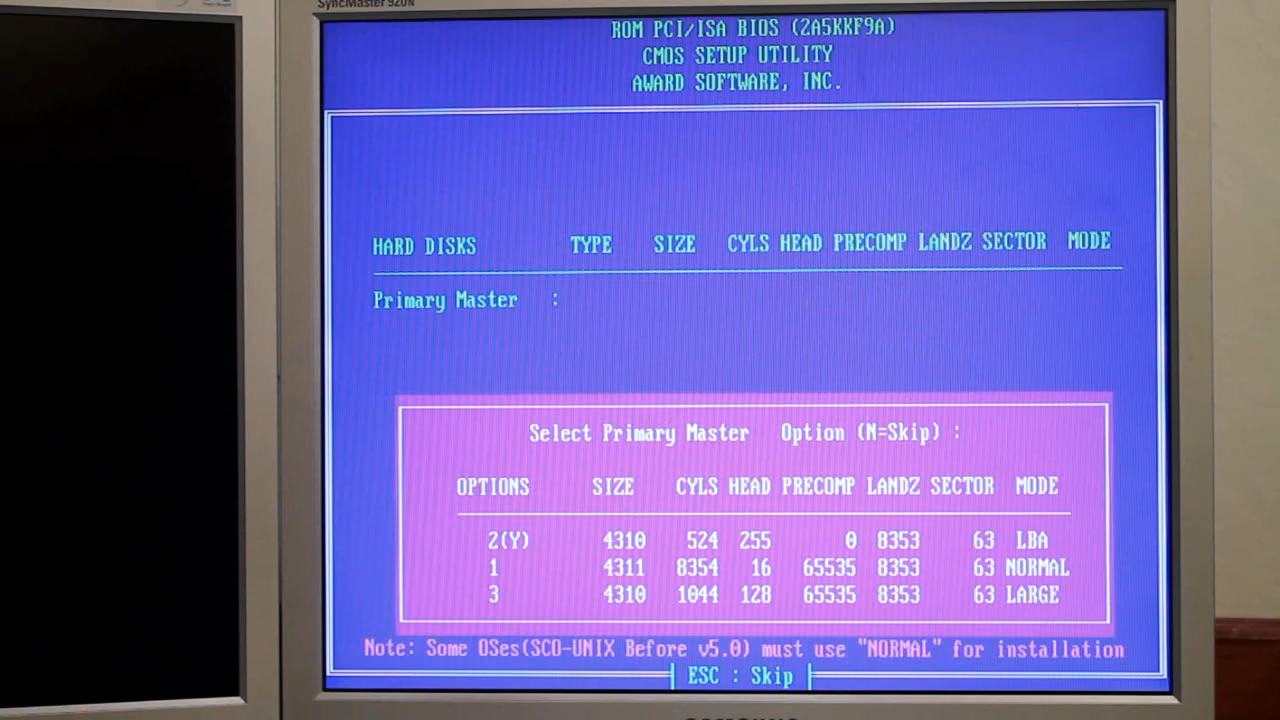 SyncMaster 920N
ROM PCI/ISA BIOS (2A5KKF9A)
CMOS SETUP UTILITY
AWARD SOFTWARE, INC.
HARD DISKS TYPE SIZE CYLS HEAD PRECOMP LANDZ SECTOR MODE
Primary Master :
Select Primary Master Option (N=Skip) :
OPTIONS SIZE CYLS HEAD PRECOMP LANDZ SECTOR MODE
2(Y) 4310 524 255 0 8353 63 LBA
1 4311 8354 16 65535 8353 63 NORMAL
3 4310 1044 128 65535 8353 63 LARGE
Note: Some OSes(SCO-UNIX Before v5.0) must use "NORMAL" for installation
ESC : Skip
SAMSUNG